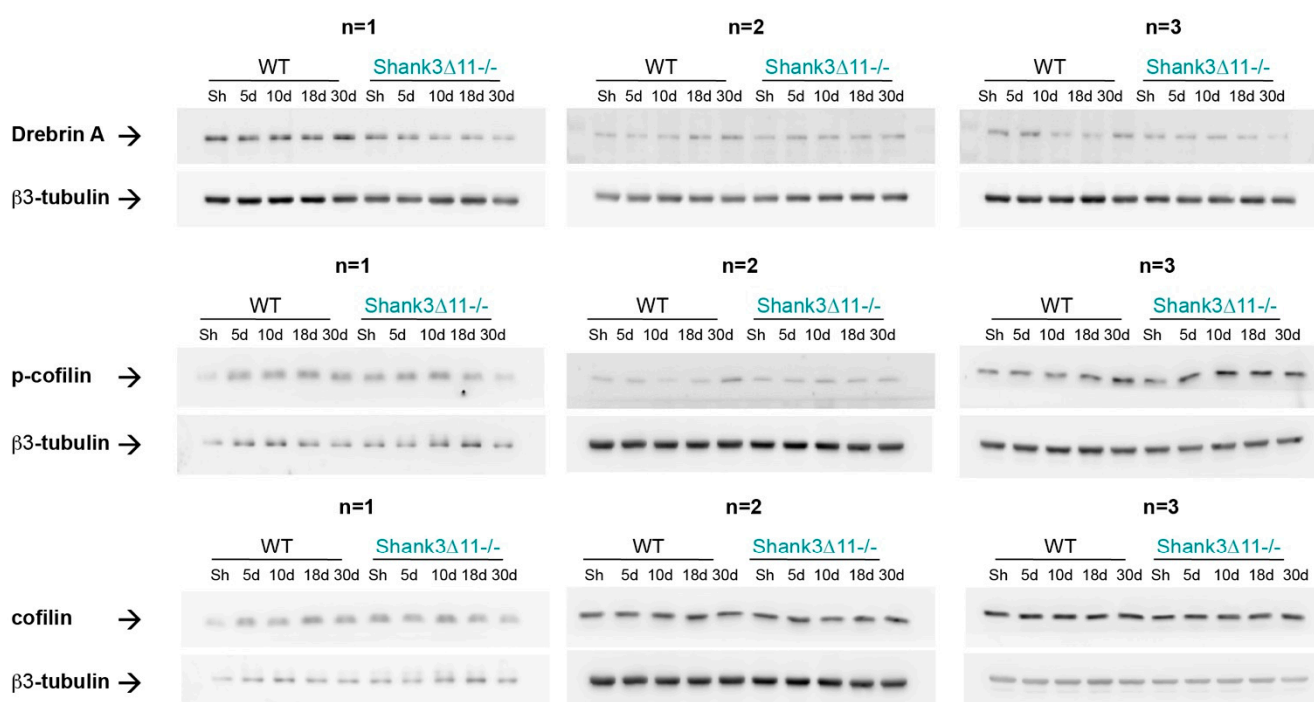 n=1 n=2 n=3
WT Shank3Δ11-/- WT Shank3Δ11-/- WT Shank3Δ11-/-
Sh 5d 10d 18d 30d Sh 5d 10d 18d 30d Sh 5d 10d 18d 30d Sh 5d 10d 18d 30d Sh 5d 10d 18d 30d Sh 5d 10d 18d 30d
Drebrin A →
β3-tubulin →
n=1 n=2 n=3
WT Shank3Δ11-/- WT Shank3Δ11-/- WT Shank3Δ11-/-
Sh 5d 10d 18d 30d Sh 5d 10d 18d 30d Sh 5d 10d 18d 30d Sh 5d 10d 18d 30d Sh 5d 10d 18d 30d Sh 5d 10d 18d 30d
p-cofilin →
β3-tubulin →
n=1 n=2 n=3
WT Shank3Δ11-/- WT Shank3Δ11-/- WT Shank3Δ11-/-
Sh 5d 10d 18d 30d Sh 5d 10d 18d 30d Sh 5d 10d 18d 30d Sh 5d 10d 18d 30d Sh 5d 10d 18d 30d Sh 5d 10d 18d 30d
cofilin →
β3-tubulin →